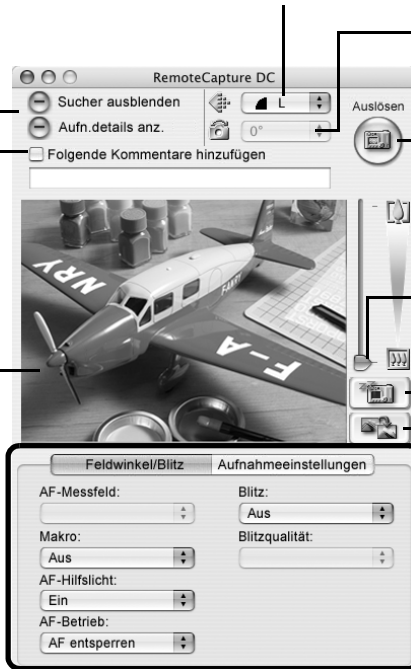 RemoteCapture DC
Sucher ausblenden
L
Auslösen
Aufn.details anz.
0°
Folgende Kommentare hinzufügen
NRY
FANRY
F-A
Feldwinkel/Blitz
Aufnahmeeinstellungen
AF-Messfeld:
Blitz:
Aus
Makro:
Blitzqualität:
Aus
AF-Hilfslicht:
Ein
AF-Betrieb:
AF entsperren